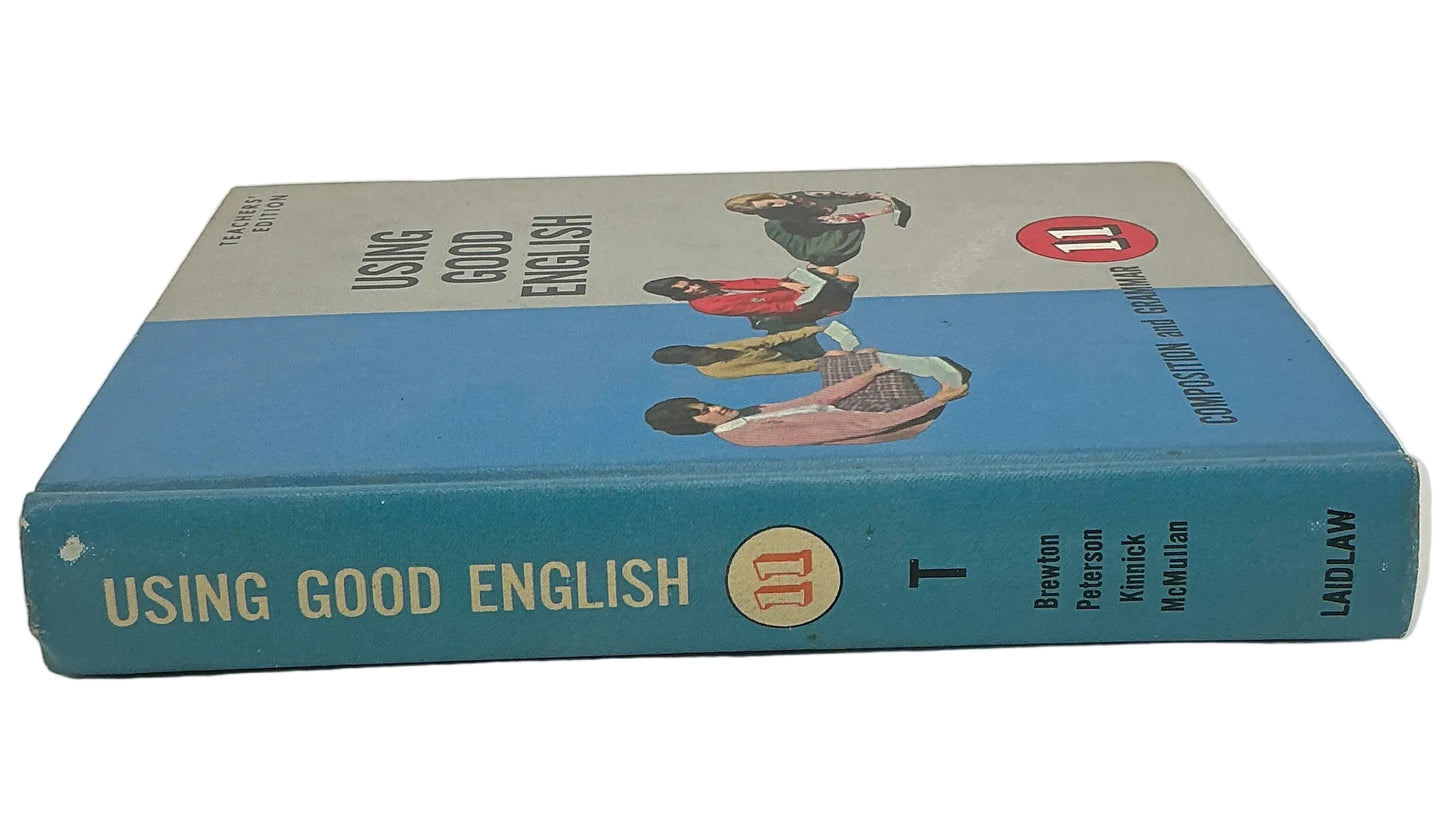 TEACHERS'
EDITION
USING
GOOD
ENGLISH
11
COMPOSITION and GRAMMAR
USING GOOD ENGLISH
11
T
Brewton
Peterson
Kinnick
McMullan
LAIDLAW